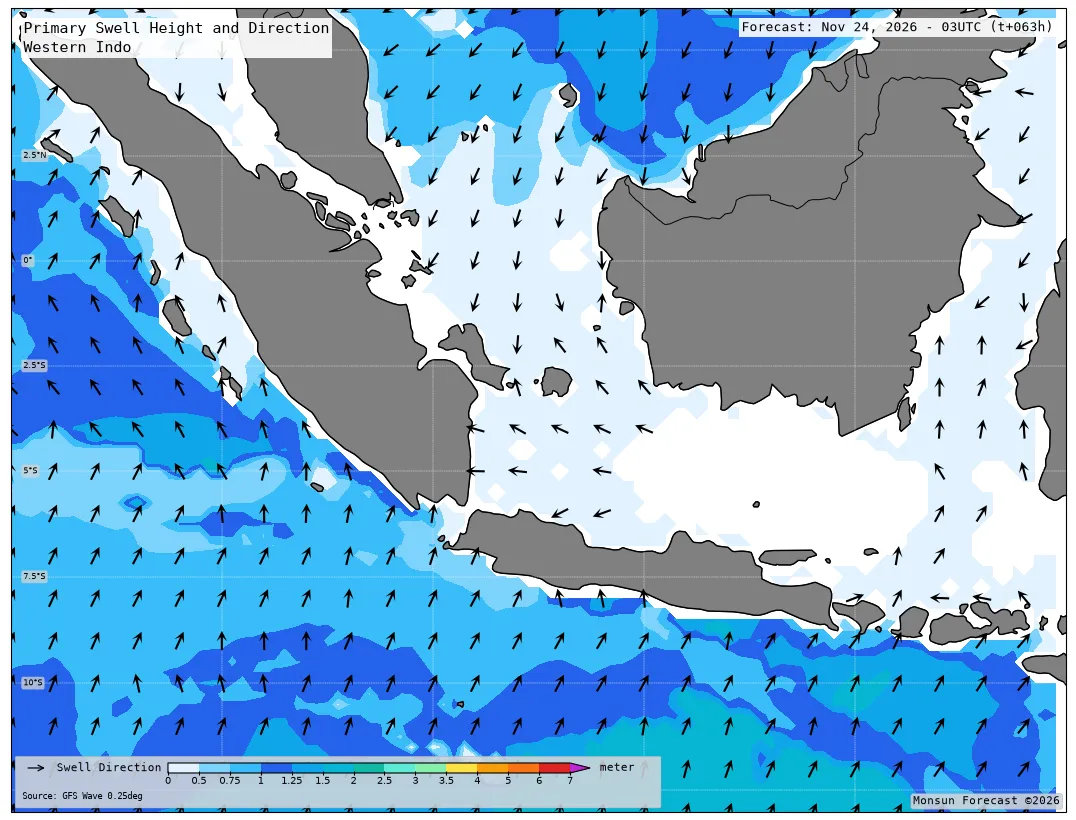 Primary Swell Height and Direction
Western Indo
Forecast: Nov 24, 2026 - 03UTC (t+063h)
2.5°N
0°
2.5°S
5°S
7.5°S
10°S
Swell Direction
meter
0 0.5 0.75 1 1.25 1.5 2 2.5 3 3.5 4 5 6 7
Source: GFS Wave 0.25deg
Monsun Forecast ©2026